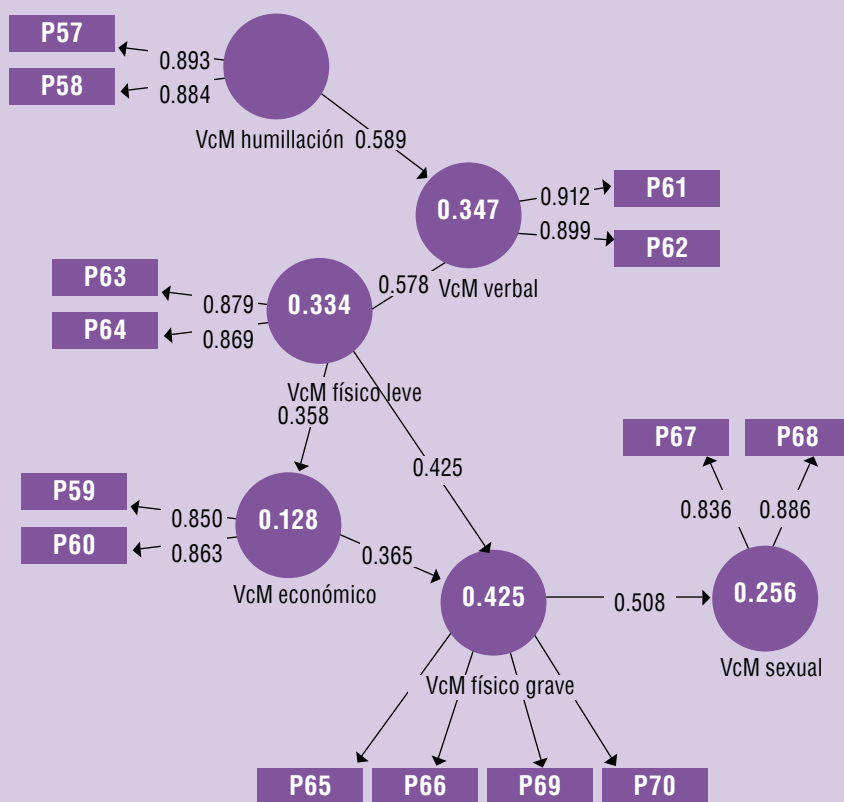 P57
0.893
P58
0.884
VcM humillación
0.589
0.347
0.912
P61
0.899
P62
VcM verbal
P63
0.879
P64
0.869
0.334
0.578
VcM físico leve
0.358
0.425
P67
P68
0.836
0.886
P59
0.850
P60
0.863
0.128
VcM económico
0.365
0.425
0.508
0.256
VcM sexual
VcM físico grave
P65
P66
P69
P70